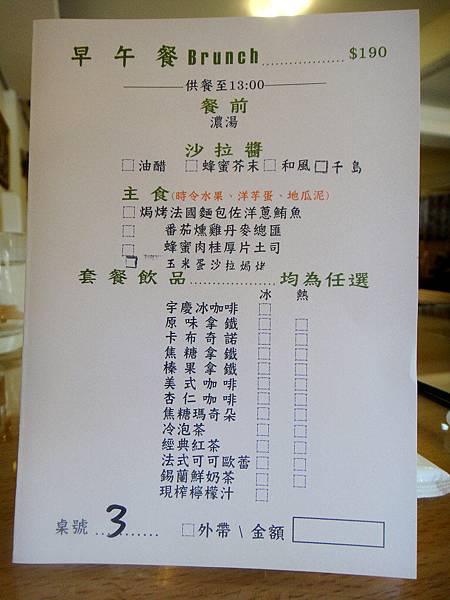 早午餐Brunch....................$190
供餐至13:00
餐前
濃湯
沙拉醬
□油醋 □蜂蜜芥末 □和風 □千島
主食(時令水果、洋芋蛋、地瓜泥)
□焗烤法國麵包佐洋蔥鮪魚
□番茄燻雞丹麥總匯
□蜂蜜肉桂厚片土司
□玉米蛋沙拉焗烤
套餐飲品....................均為任選
冰 熱
宇慶冰咖啡 □
原味拿鐵 □ □
卡布奇諾 □ □
焦糖拿鐵 □ □
榛果拿鐵 □ □
美式咖啡 □ □
杏仁咖啡 □ □
焦糖瑪奇朵 □ □
冷泡茶 □
經典紅茶 □ □
法式可可歐蕾 □ □
錫蘭鮮奶茶 □ □
現榨檸檬汁 □
桌號...3....... □外帶 \ 金額